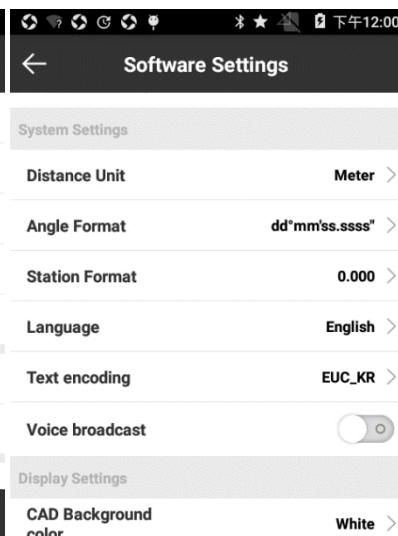 下午12:00
Software Settings
System Settings
Distance Unit Meter
Angle Format dd°mm'ss.ssss"
Station Format 0.000
Language English
Text encoding EUC_KR
Voice broadcast
Display Settings
CAD Background
color White